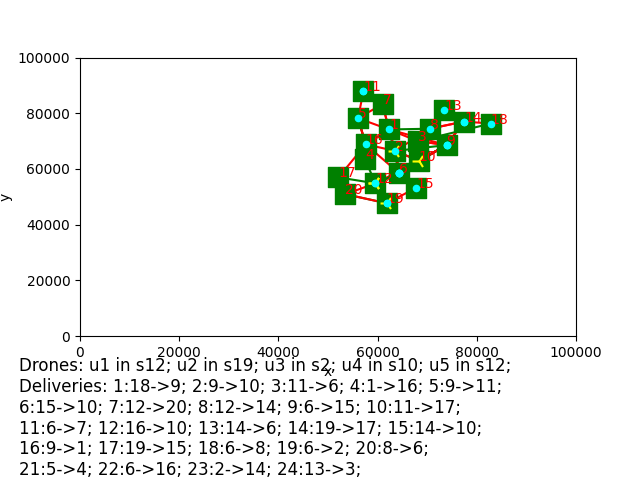 100000
80000
60000
40000
20000
0
y
0 20000 40000 60000 80000 100000
x
Drones: u1 in s12; u2 in s19; u3 in s2; u4 in s10; u5 in s12;
Deliveries: 1:18->9; 2:9->10; 3:11->6; 4:1->16; 5:9->11;
6:15->10; 7:12->20; 8:12->14; 9:6->15; 10:11->17;
11:6->7; 12:16->10; 13:14->6; 14:19->17; 15:14->10;
16:9->1; 17:19->15; 18:6->8; 19:6->2; 20:8->6;
21:5->4; 22:6->16; 23:2->14; 24:13->3;